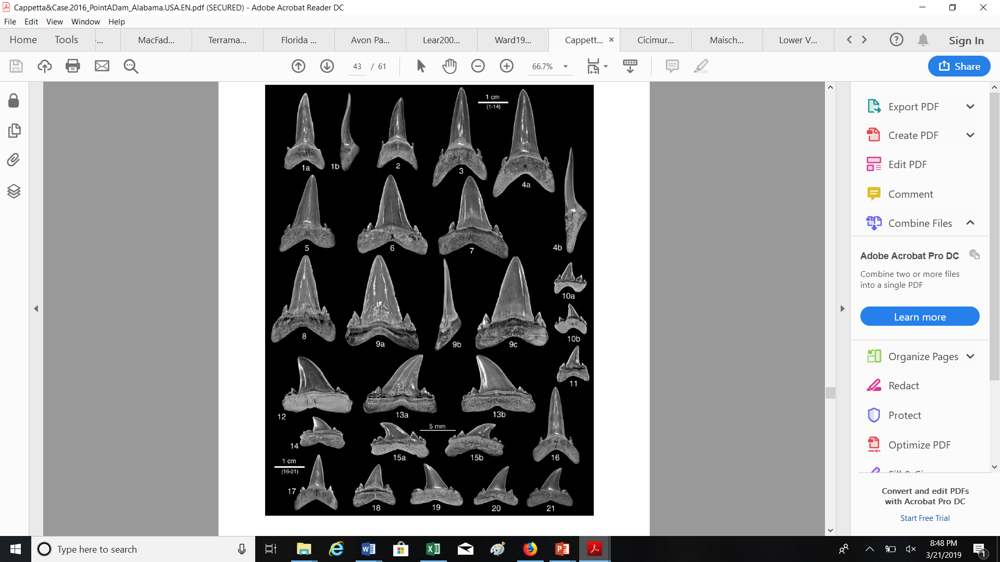 Cappetta&Case.2016_PointADam_Alabama.USA.EN.pdf (SECURED) - Adobe Acrobat Reader DC
File Edit View Window Help
Home Tools -... MacFad... Terrama... Florida ... Avon Pa... Lear200... Ward19... Cappett... × Cicimur... Maisch... Lower V... Sign In
43 / 61 66.7% Share
1 cm
(1-14)
1a 1b 2 3 4a
5 6 7 4b
8 9a 9b 9c 10a
10b
11
12 13a 13b
5 mm
14 15a 15b 16
1 cm
(16-21)
17 18 19 20 21
Export PDF
Create PDF
Edit PDF
Comment
Combine Files
Adobe Acrobat Pro DC
Combine two or more files
into a single PDF
Learn more
Organize Pages
Redact
Protect
Optimize PDF
Convert and edit PDFs
with Acrobat Pro DC
Start Free Trial
Type here to search
8:48 PM
3/21/2019
1